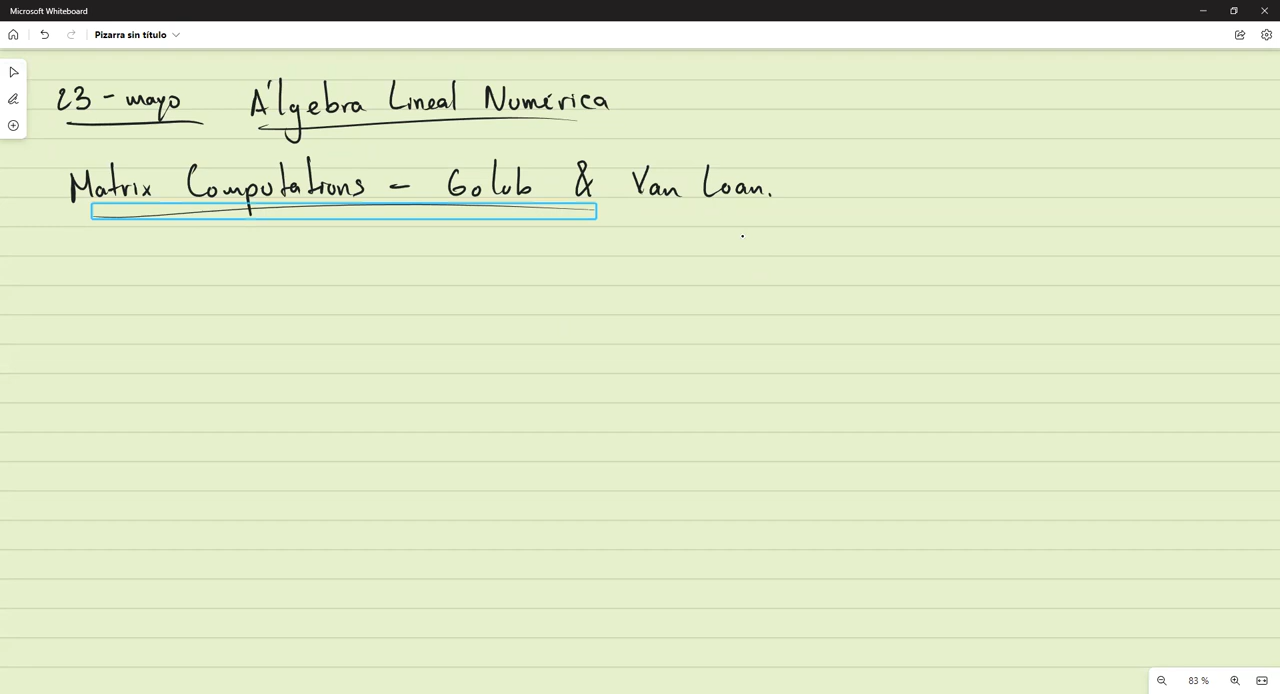 Microsoft Whiteboard
Pizarra sin título
23 - mayo Álgebra Lineal Numérica
Matrix Computations - Golub & Van Loan.
83 %